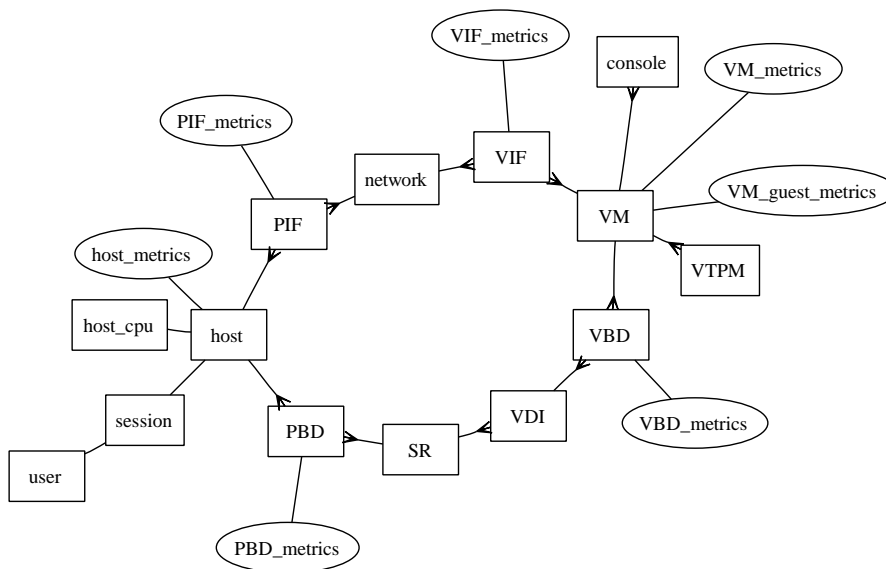 VIF_metrics
console
VM_metrics
PIF_metrics
VIF
network
VM_guest_metrics
PIF
VM
host_metrics
VTPM
host_cpu
host
VBD
session
PBD
VDI
VBD_metrics
SR
user
PBD_metrics